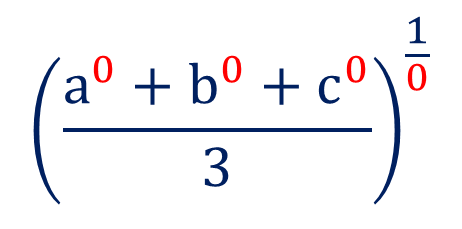 ((a⁰ + b⁰ + c⁰)/3)^(1/0)